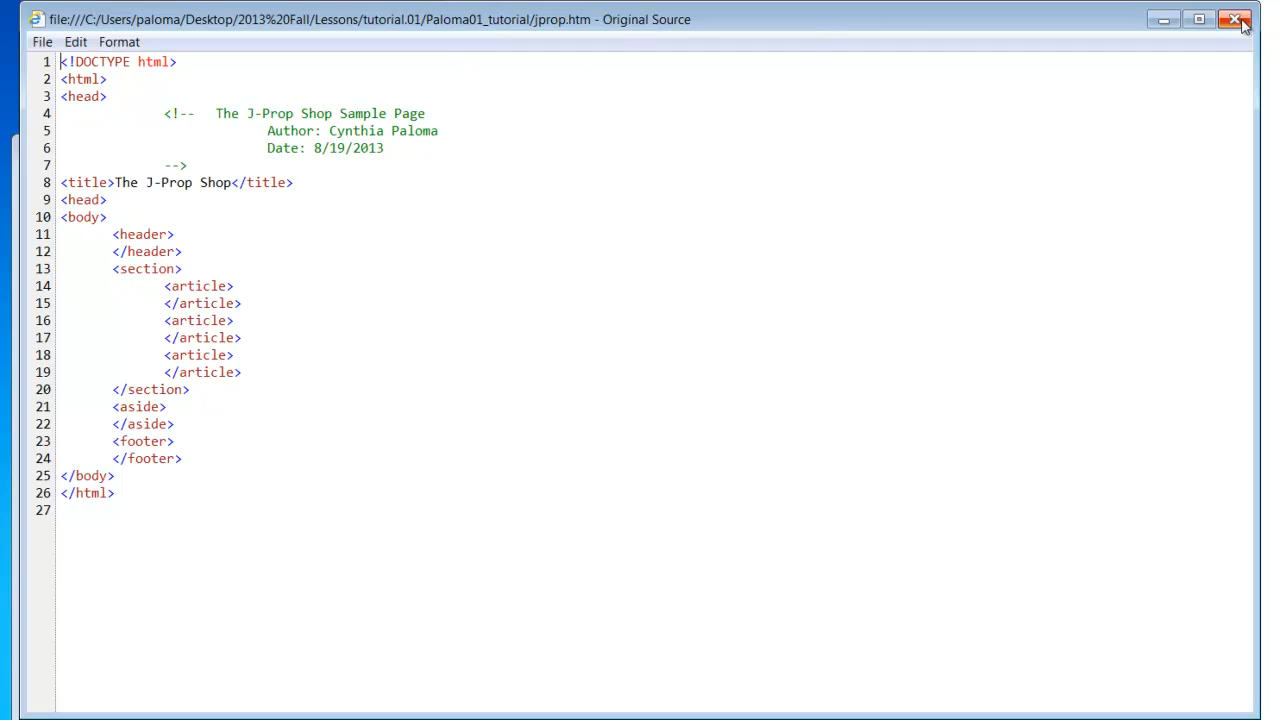 file:///C:/Users/paloma/Desktop/2013%20Fall/Lessons/tutorial.01/Paloma01_tutorial/jprop.htm - Original Source
File Edit Format
1 <!DOCTYPE html>
2 <html>
3 <head>
4 <!-- The J-Prop Shop Sample Page
5 Author: Cynthia Paloma
6 Date: 8/19/2013
7 -->
8 <title>The J-Prop Shop</title>
9 <head>
10 <body>
11 <header>
12 </header>
13 <section>
14 <article>
15 </article>
16 <article>
17 </article>
18 <article>
19 </article>
20 </section>
21 <aside>
22 </aside>
23 <footer>
24 </footer>
25 </body>
26 </html>
27